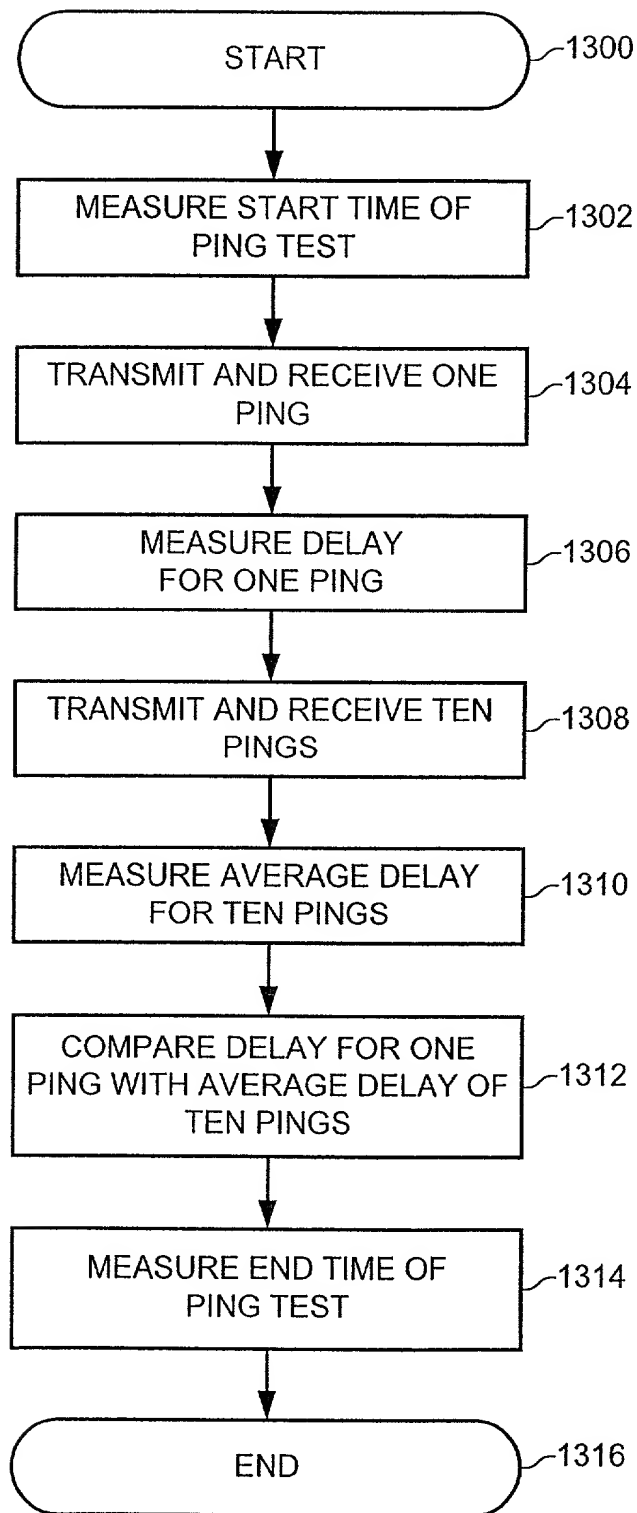 START
1300
MEASURE START TIME OF
PING TEST
1302
TRANSMIT AND RECEIVE ONE
PING
1304
MEASURE DELAY
FOR ONE PING
1306
TRANSMIT AND RECEIVE TEN
PINGS
1308
MEASURE AVERAGE DELAY
FOR TEN PINGS
1310
COMPARE DELAY FOR ONE
PING WITH AVERAGE DELAY OF
TEN PINGS
1312
MEASURE END TIME OF
PING TEST
1314
END
1316